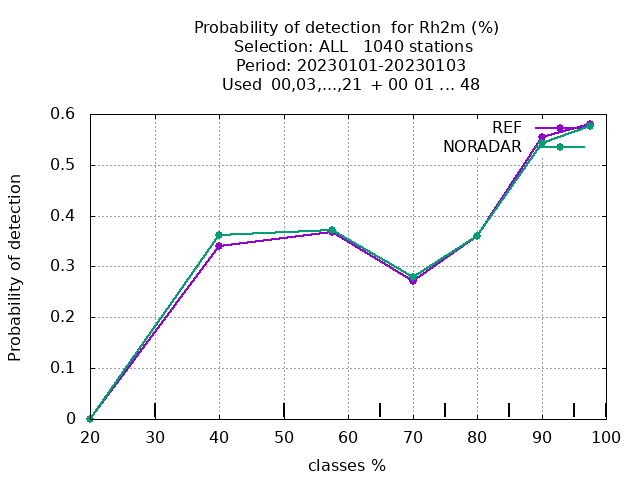 Probability of detection  for Rh2m (%)
Selection: ALL   1040 stations
Period: 20230101-20230103
Used  00,03,...,21  + 00 01 ... 48
REF
NORADAR
Probability of detection
0.6
0.5
0.4
0.3
0.2
0.1
0
20 30 40 50 60 70 80 90 100
classes %